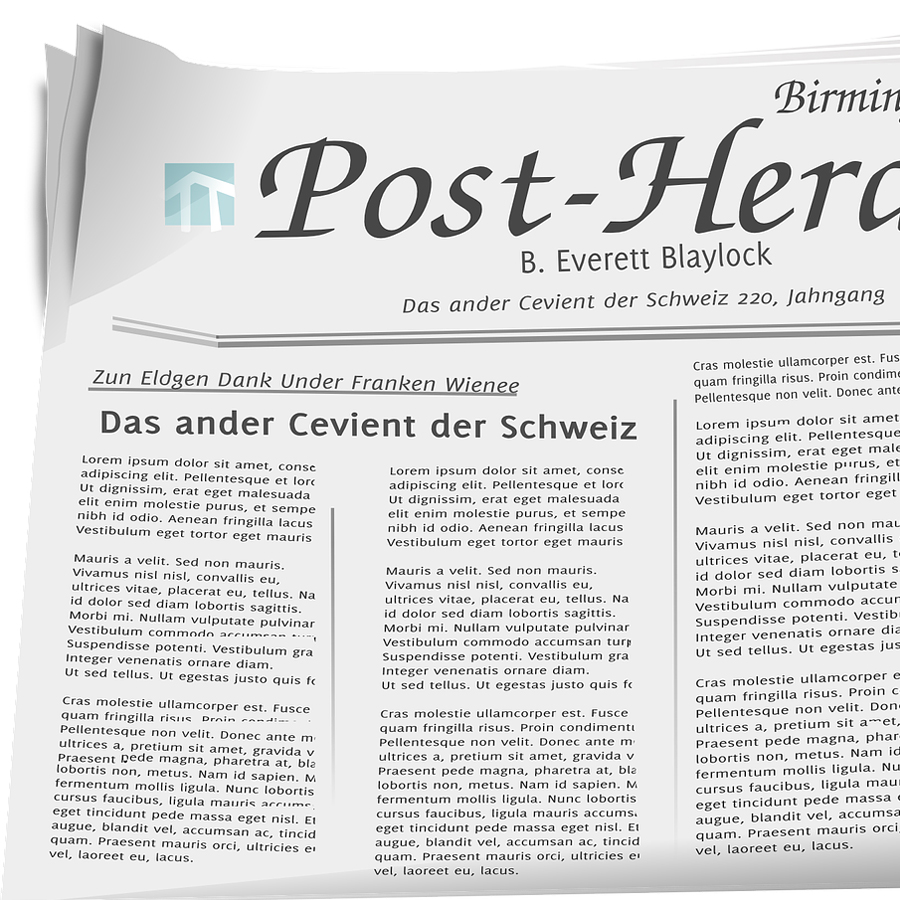 Birmin
Post-Hera
B. Everett Blaylock
Das ander Cevient der Schweiz 220, Jahngang
Zun Eldgen Dank Under Franken Wienee
Das ander Cevient der Schweiz
Lorem ipsum dolor sit amet, conse
adipiscing elit. Pellentesque et lore
Ut dignissim, erat eget malesuada
elit enim molestie purus, et sempe
nibh id odio. Aenean fringilla lacus
Vestibulum eget tortor eget mauris
Mauris a velit. Sed non mauris.
Vivamus nisl nisl, convallis eu,
ultrices vitae, placerat eu, tellus. Na
id dolor sed diam lobortis sagittis.
Morbi mi. Nullam vulputate pulvinar
Vestibulum commodo accumsan
Suspendisse potenti. Vestibulum gra
Integer venenatis ornare diam.
Ut sed tellus. Ut egestas justo quis fo
Cras molestie ullamcorper est. Fusce
quam fringilla risus. Proin condim
Pellentesque non velit. Donec ante m
ultrices a, pretium sit amet, gravida v
Praesent pede magna, pharetra at, bla
lobortis non, metus. Nam id sapien. M
fermentum mollis ligula. Nunc lobortis
cursus faucibus, ligula mauris accums
eget tincidunt pede massa eget nisl. Et
augue, blandit vel, accumsan ac, tincid
quam. Praesent mauris orci, ultricies e
vel, laoreet eu, lacus.
Lorem ipsum dolor sit amet, conse
adipiscing elit. Pellentesque et lore
Ut dignissim, erat eget malesuada
elit enim molestie purus, et sempe
nibh id odio. Aenean fringilla lacus
Vestibulum eget tortor eget mauris
Mauris a velit. Sed non mauris.
Vivamus nisl nisl, convallis eu,
ultrices vitae, placerat eu, tellus. Na
id dolor sed diam lobortis sagittis.
Morbi mi. Nullam vulputate pulvinar
Vestibulum commodo accumsan turp
Suspendisse potenti. Vestibulum gra
Integer venenatis ornare diam.
Ut sed tellus. Ut egestas justo quis fo
Cras molestie ullamcorper est. Fusce
quam fringilla risus. Proin condimentu
Pellentesque non velit. Donec ante m
ultrices a, pretium sit amet, gravida v
Praesent pede magna, pharetra at, bla
lobortis non, metus. Nam id sapien. M
fermentum mollis ligula. Nunc lobortis
cursus faucibus, ligula mauris accums
eget tincidunt pede massa eget nisl. Et
augue, blandit vel, accumsan ac, tincid
quam. Praesent mauris orci, ultricies e
vel, laoreet eu, lacus.
Cras molestie ullamcorper est. Fus
quam fringilla risus. Proin condime
Pellentesque non velit. Donec ante
Lorem ipsum dolor sit amet
adipiscing elit. Pellentesque
Ut dignissim, erat eget male
elit enim molestie purus, et
nibh id odio. Aenean fringil
Vestibulum eget tortor eget
Mauris a velit. Sed non mau
Vivamus nisl nisl, convallis
ultrices vitae, placerat eu, t
id dolor sed diam lobortis s
Morbi mi. Nullam vulputate
Vestibulum commodo accur
Suspendisse potenti. Vestib
Integer venenatis ornare dia
Ut sed tellus. Ut egestas jus
Cras molestie ullamcorper e
quam fringilla risus. Proin c
Pellentesque non velit. Don
ultrices a, pretium sit amet,
Praesent pede magna, phar
lobortis non, metus. Nam id
fermentum mollis ligula. Nu
cursus faucibus, ligula mau
eget tincidunt pede massa e
augue, blandit vel, accumsa
quam. Praesent mauris orci,
vel, laoreet eu, lacus.